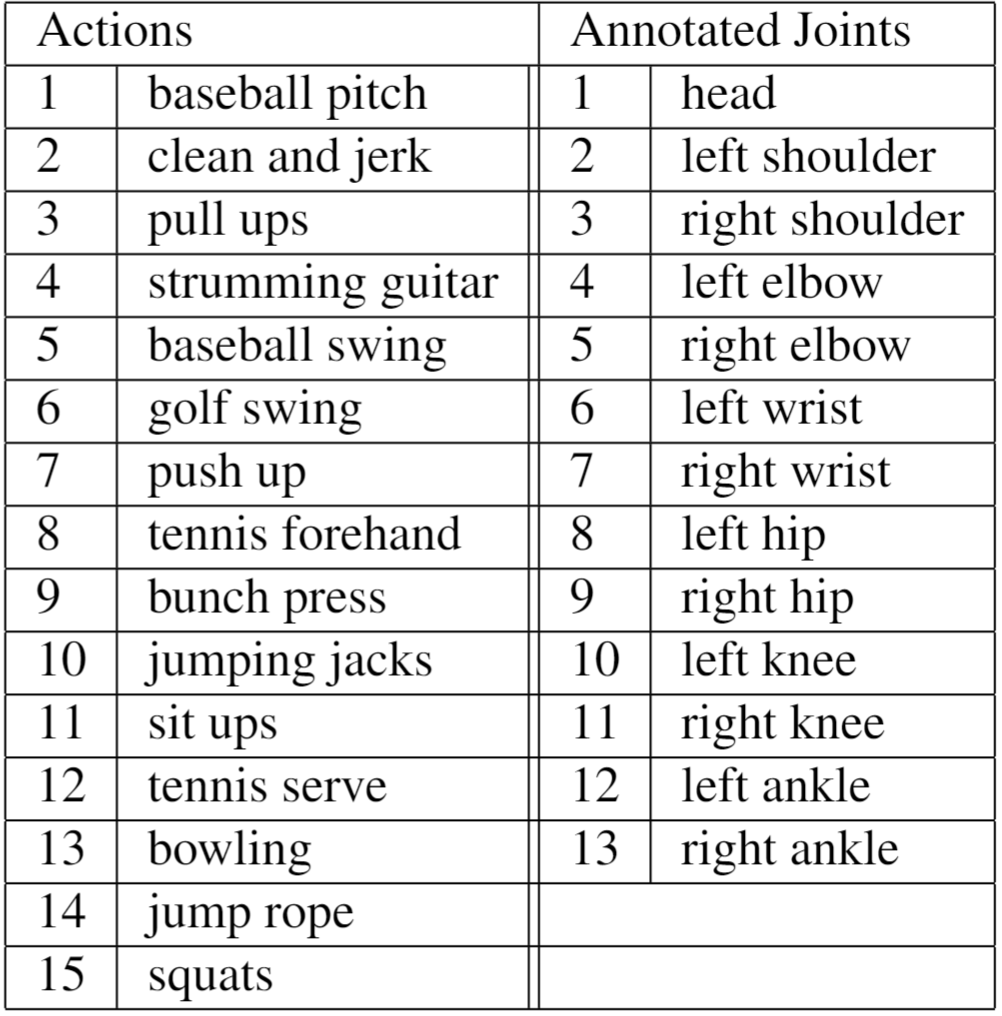 Actions Annotated Joints
1 baseball pitch 1 head
2 clean and jerk 2 left shoulder
3 pull ups 3 right shoulder
4 strumming guitar 4 left elbow
5 baseball swing 5 right elbow
6 golf swing 6 left wrist
7 push up 7 right wrist
8 tennis forehand 8 left hip
9 bunch press 9 right hip
10 jumping jacks 10 left knee
11 sit ups 11 right knee
12 tennis serve 12 left ankle
13 bowling 13 right ankle
14 jump rope
15 squats